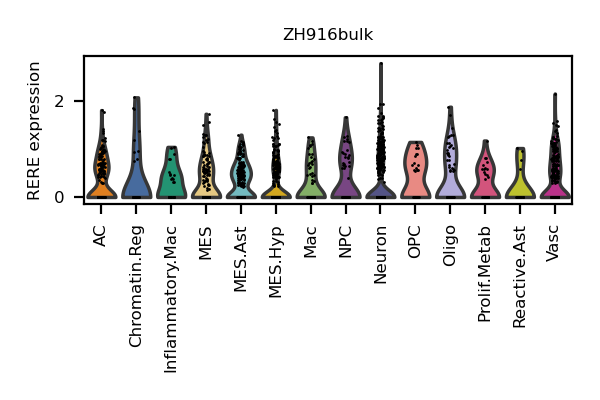 ZH916bulk
RERE expression
2
0
AC
Chromatin.Reg
Inflammatory.Mac
MES
MES.Ast
MES.Hyp
Mac
NPC
Neuron
OPC
Oligo
Prolif.Metab
Reactive.Ast
Vasc